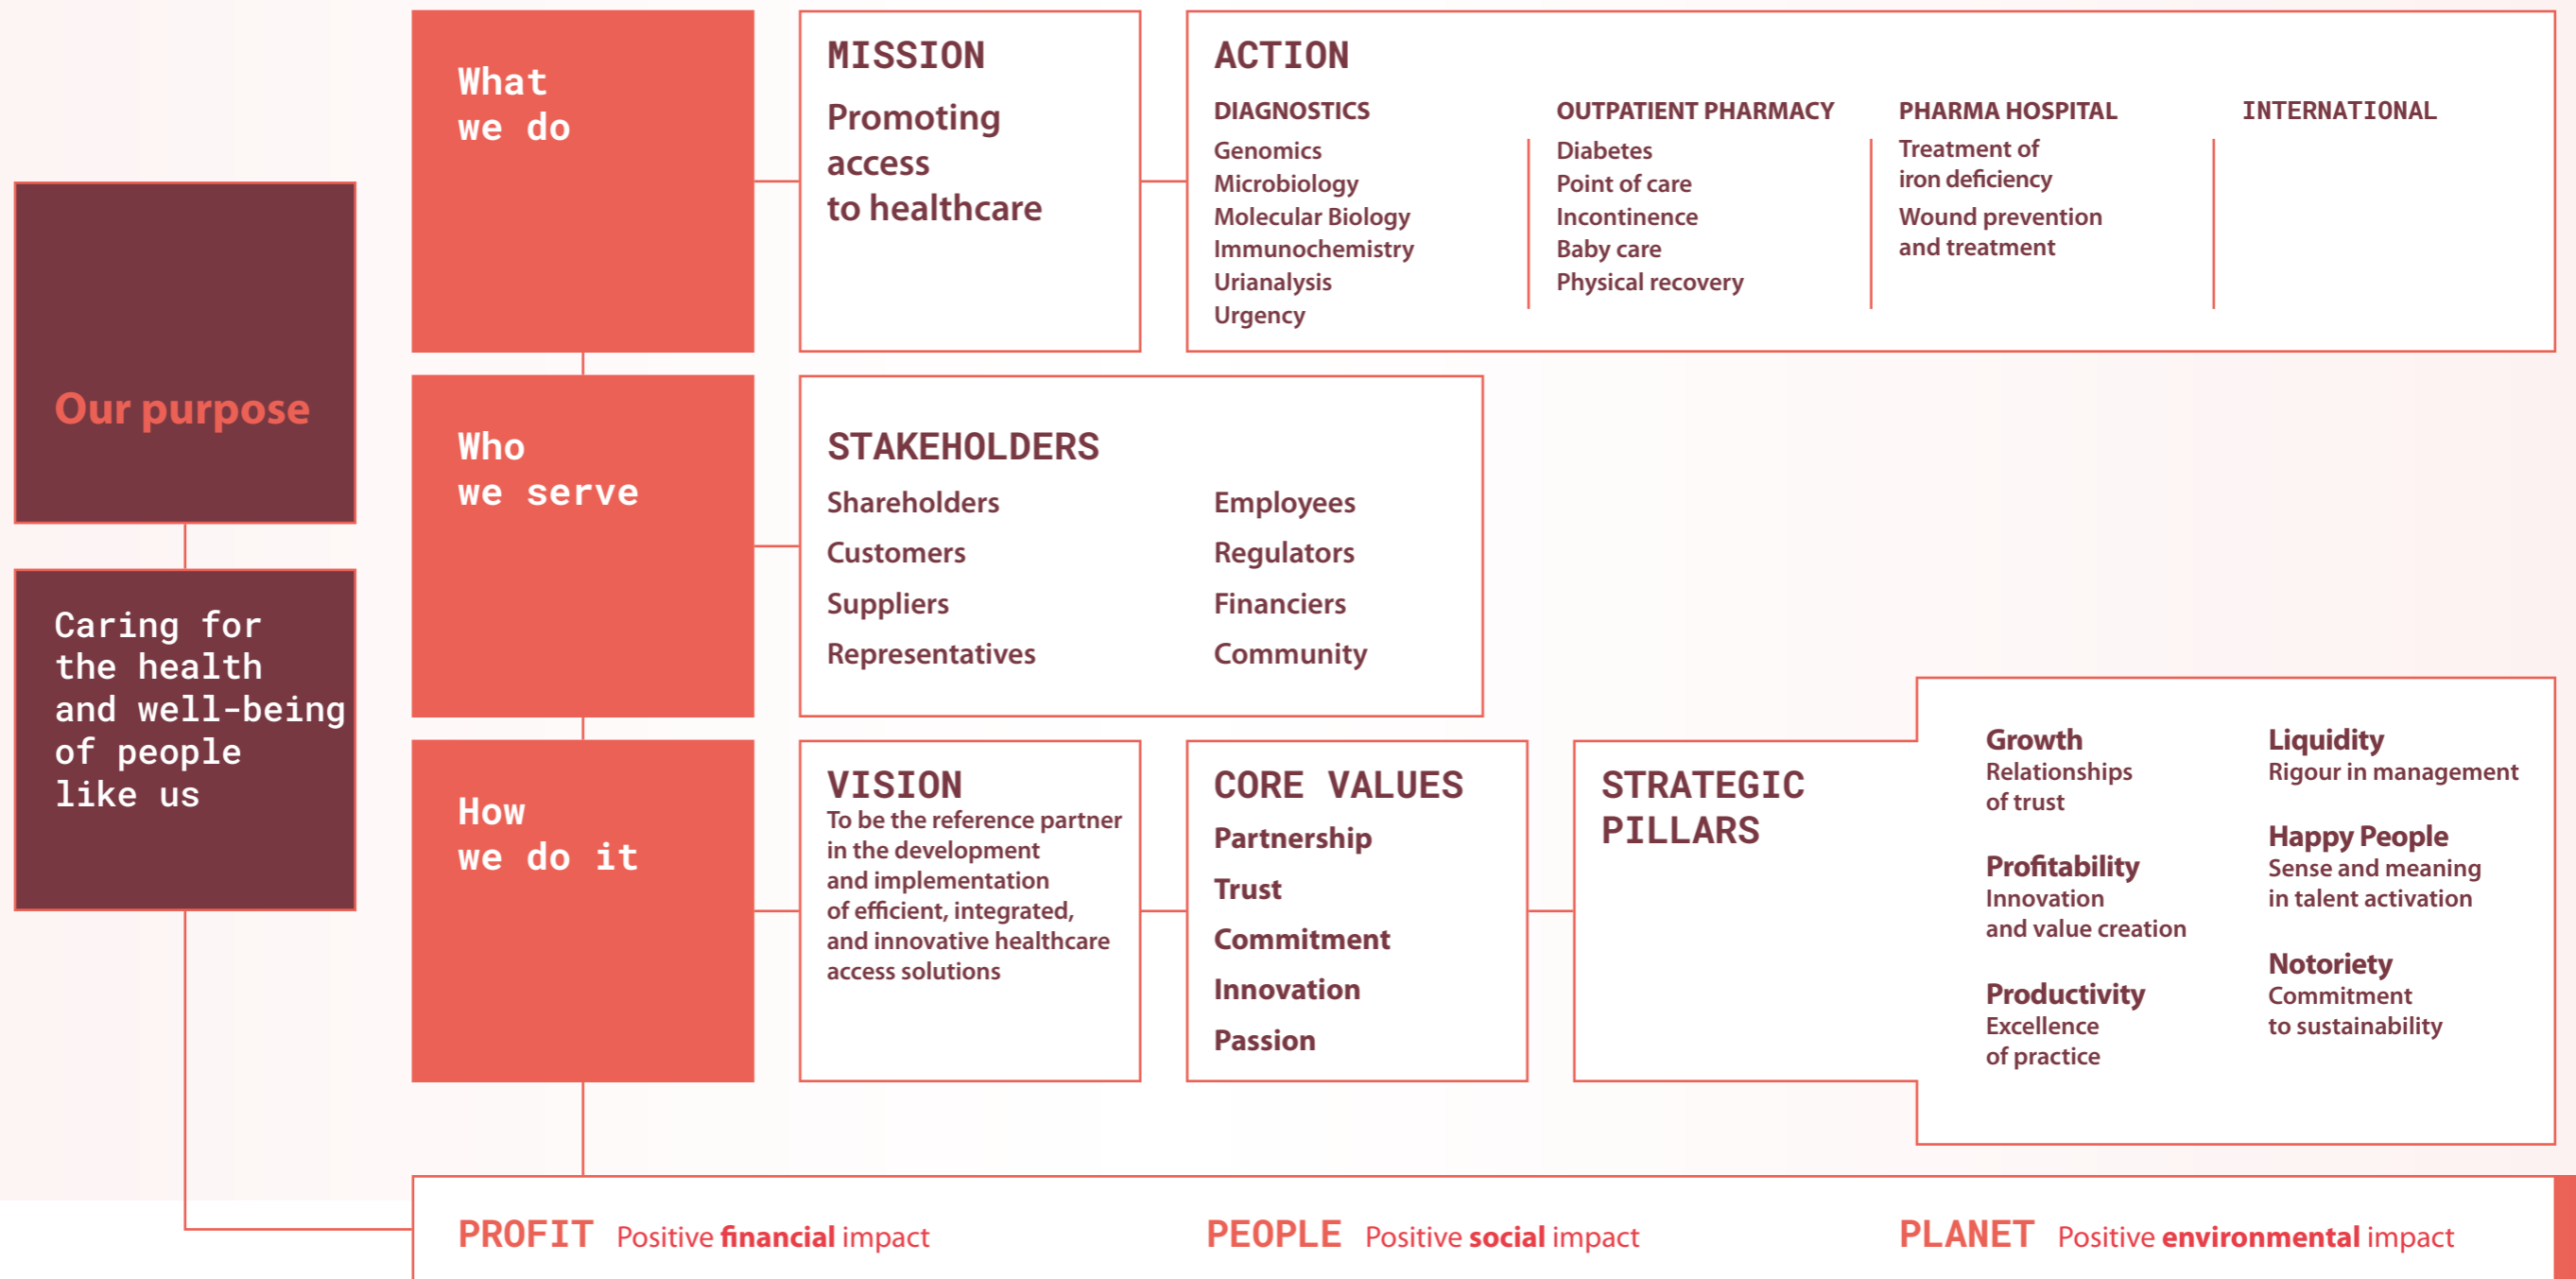 Our purpose
Caring for
the health
and well-being
of people
like us
What
we do
MISSION
Promoting
access
to healthcare
ACTION
DIAGNOSTICS
Genomics
Microbiology
Molecular Biology
Immunochemistry
Urianalysis
Urgency
OUTPATIENT PHARMACY
Diabetes
Point of care
Incontinence
Baby care
Physical recovery
PHARMA HOSPITAL
Treatment of
iron deficiency
Wound prevention
and treatment
INTERNATIONAL
Who
we serve
STAKEHOLDERS
Shareholders
Customers
Suppliers
Representatives
Employees
Regulators
Financiers
Community
How
we do it
VISION
To be the reference partner
in the development
and implementation
of efficient, integrated,
and innovative healthcare
access solutions
CORE VALUES
Partnership
Trust
Commitment
Innovation
Passion
STRATEGIC
PILLARS
Growth
Relationships
of trust
Profitability
Innovation
and value creation
Productivity
Excellence
of practice
Liquidity
Rigour in management
Happy People
Sense and meaning
in talent activation
Notoriety
Commitment
to sustainability
PROFIT Positive financial impact
PEOPLE Positive social impact
PLANET Positive environmental impact